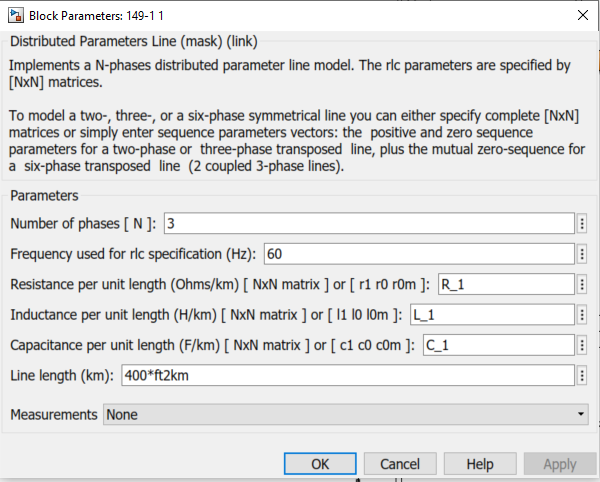 Block Parameters: 149-1 1
Distributed Parameters Line (mask) (link)
Implements a N-phases distributed parameter line model. The rlc parameters are specified by
[NxN] matrices.
To model a two-, three-, or a six-phase symmetrical line you can either specify complete [NxN]
matrices or simply enter sequence parameters vectors: the positive and zero sequence
parameters for a two-phase or three-phase transposed line, plus the mutual zero-sequence for
a six-phase transposed line (2 coupled 3-phase lines).
Parameters
Number of phases [ N ]: 3
Frequency used for rlc specification (Hz): 60
Resistance per unit length (Ohms/km) [ NxN matrix ] or [ r1 r0 r0m ]: R_1
Inductance per unit length (H/km) [ NxN matrix ] or [ l1 l0 l0m ]: L_1
Capacitance per unit length (F/km) [ NxN matrix ] or [ c1 c0 c0m ]: C_1
Line length (km): 400*ft2km
Measurements None
OK Cancel Help Apply